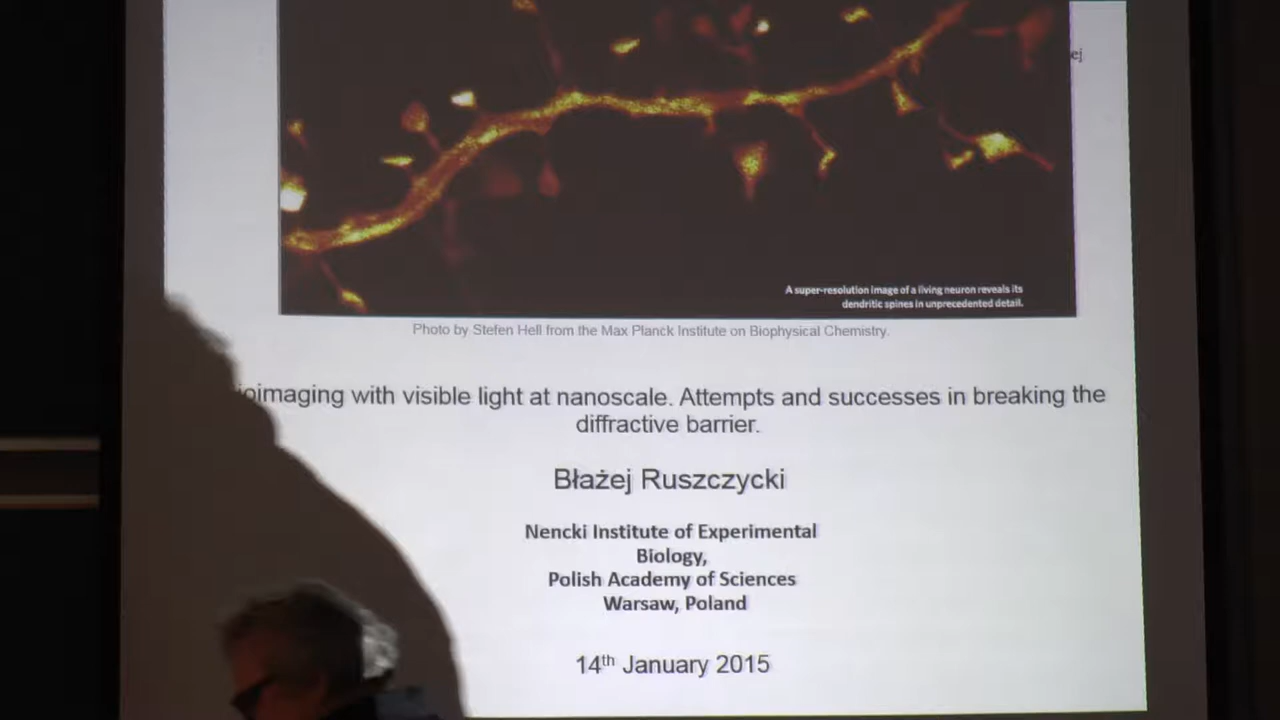 ej
A super-resolution image of a living neuron reveals its
dendritic spines in unprecedented detail.
Photo by Stefen Hell from the Max Planck Institute on Biophysical Chemistry.
ioimaging with visible light at nanoscale. Attempts and successes in breaking the
diffractive barrier.
Błażej Ruszczycki
Nencki Institute of Experimental
Biology,
Polish Academy of Sciences
Warsaw, Poland
14th January 2015